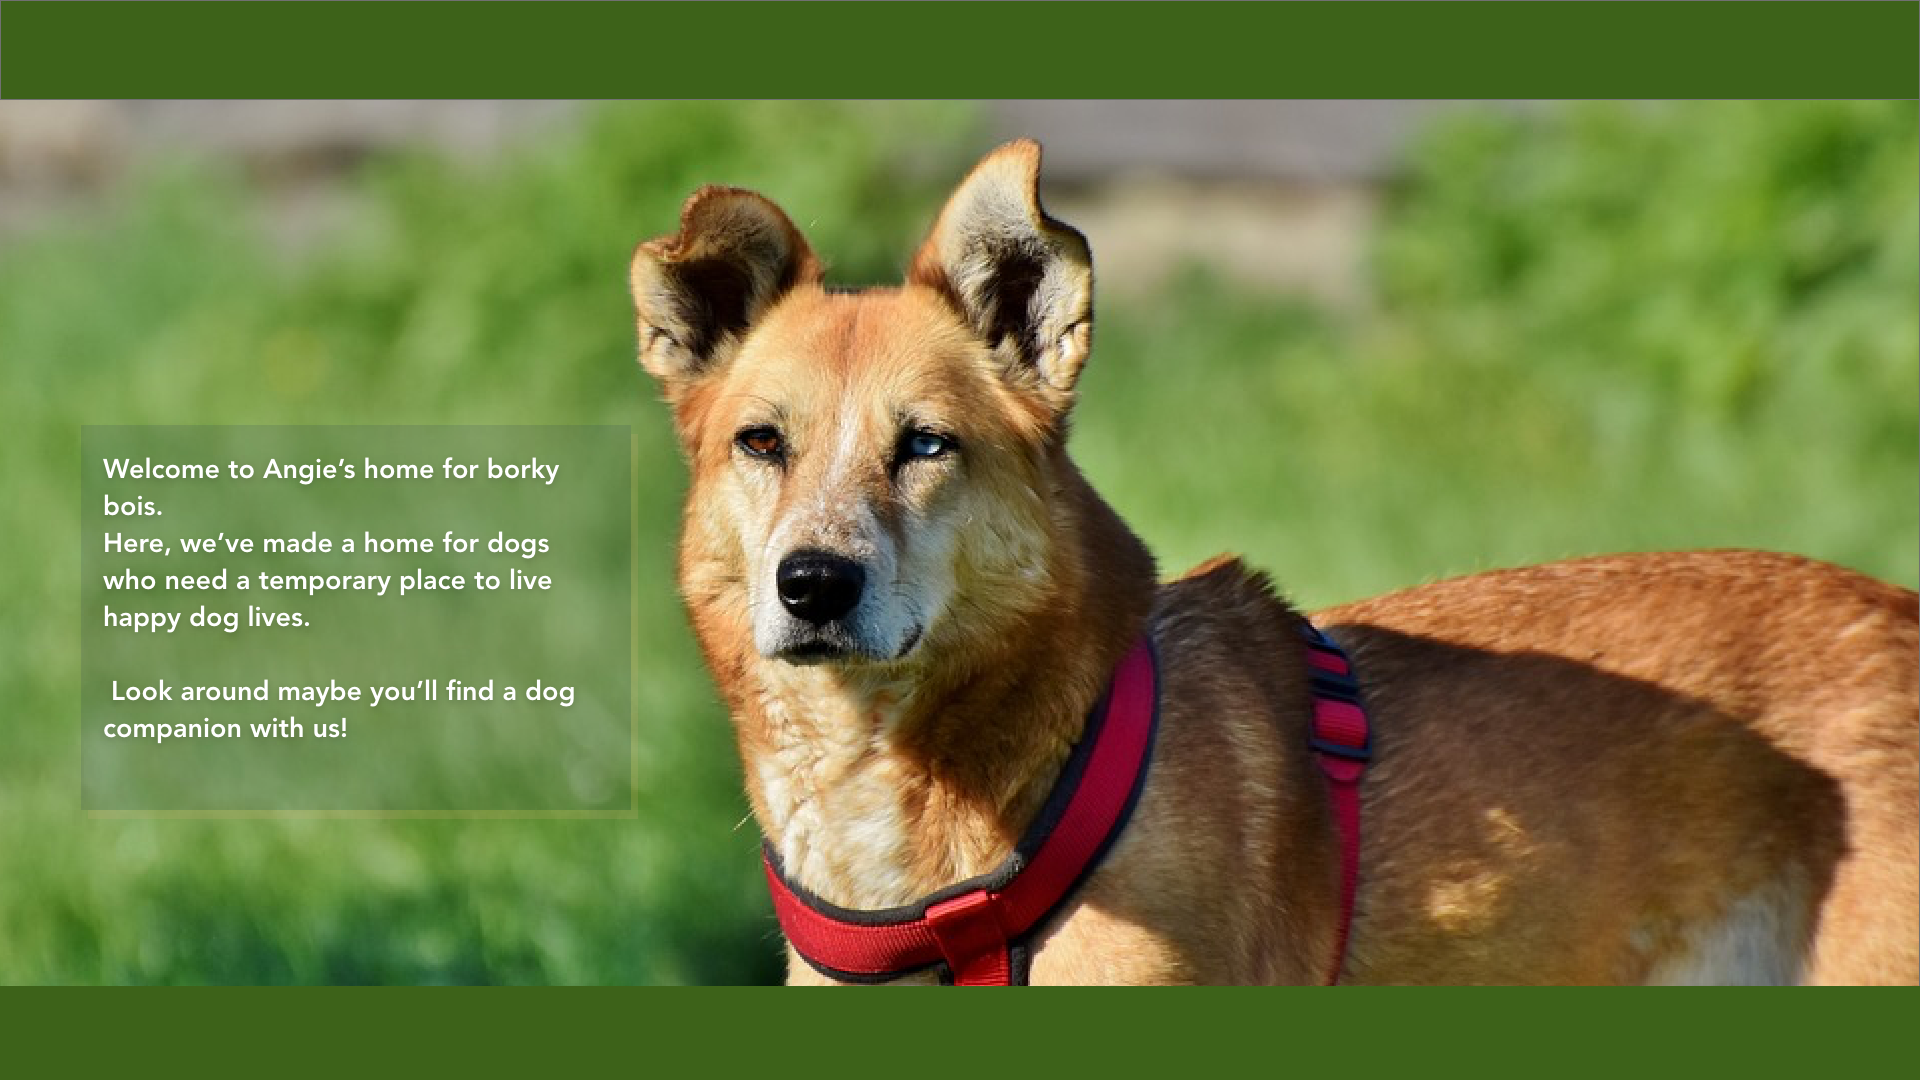 Welcome to Angie’s home for borky
bois.
Here, we’ve made a home for dogs
who need a temporary place to live
happy dog lives.
Look around maybe you’ll find a dog
companion with us!